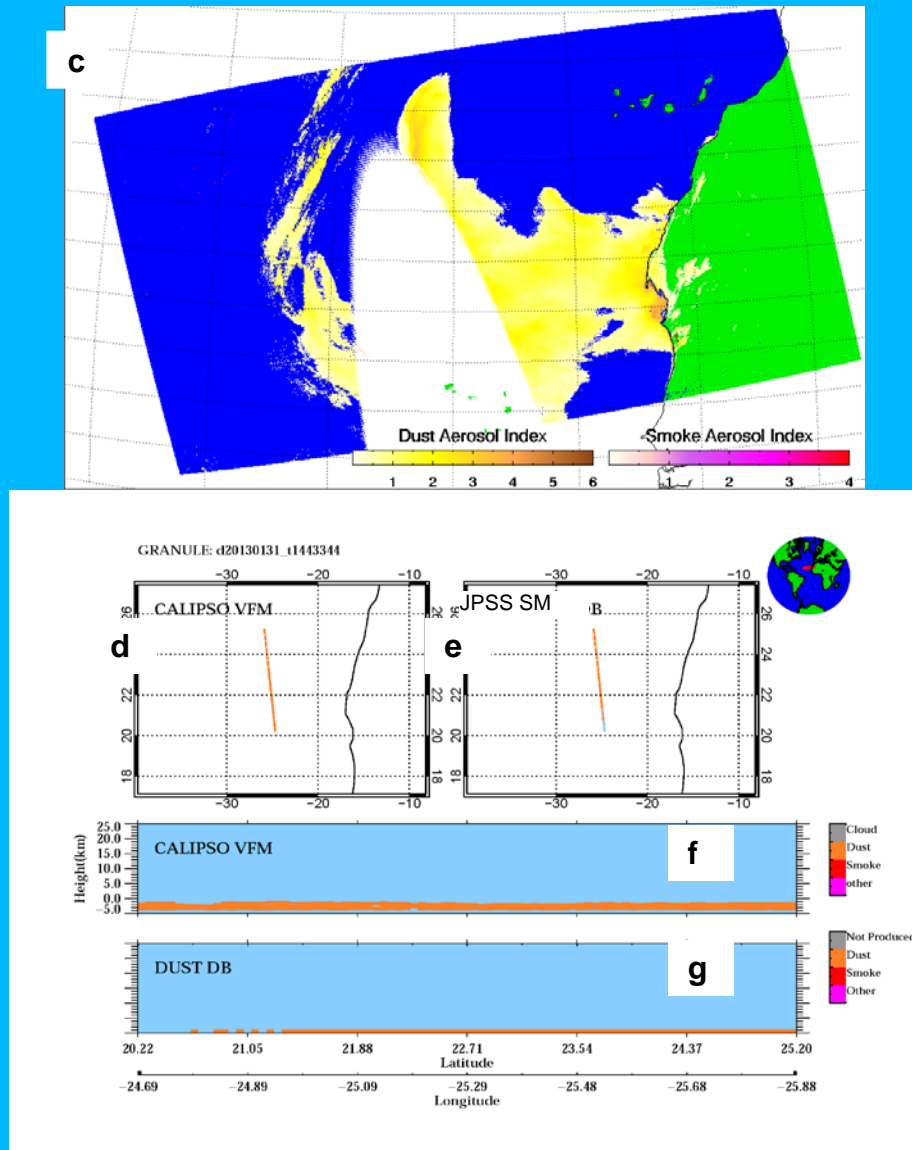 c
Dust Aerosol Index
Smoke Aerosol Index
1 2 3 4 5 6
1 2 3 4
GRANULE: d20130131_t1443344
-30 -20 -10
-30 -20 -10
CALIPSO VFM
JPSS SM
B
d
e
26
22
20
18
26
24
22
20
18
26
24
22
20
18
-30 -20 -10
-30 -20 -10
25.0
20.0
15.0
10.0
5.0
0.0
-5.0
Height(km)
CALIPSO VFM
f
Cloud
Dust
Smoke
other
DUST DB
g
Not Produced
Dust
Smoke
Other
20.22 21.05 21.88 22.71 23.54 24.37 25.20
Latitude
-24.69 -24.89 -25.09 -25.29 -25.48 -25.68 -25.88
Longitude